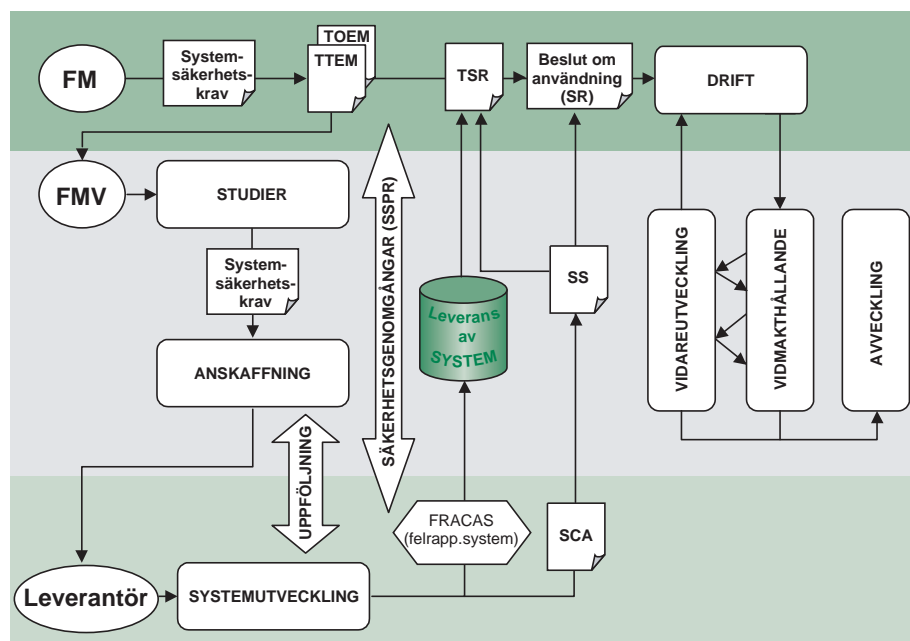 FM
System-
säkerhets-
krav
TOEM
TTEM
TSR
Beslut om
användning
(SR)
DRIFT
FMV
STUDIER
System-
säkerhets-
krav
ANSKAFFNING
UPPFÖLJNING
SÄKERHETSGENOMGÅNGAR (SSPR)
Leverans
av
SYSTEM
SS
VIDAREUTVECKLING
VIDMAKTHÅLLANDE
AVVECKLING
FRACAS
(felrapp.system)
SCA
Leverantör
SYSTEMUTVECKLING